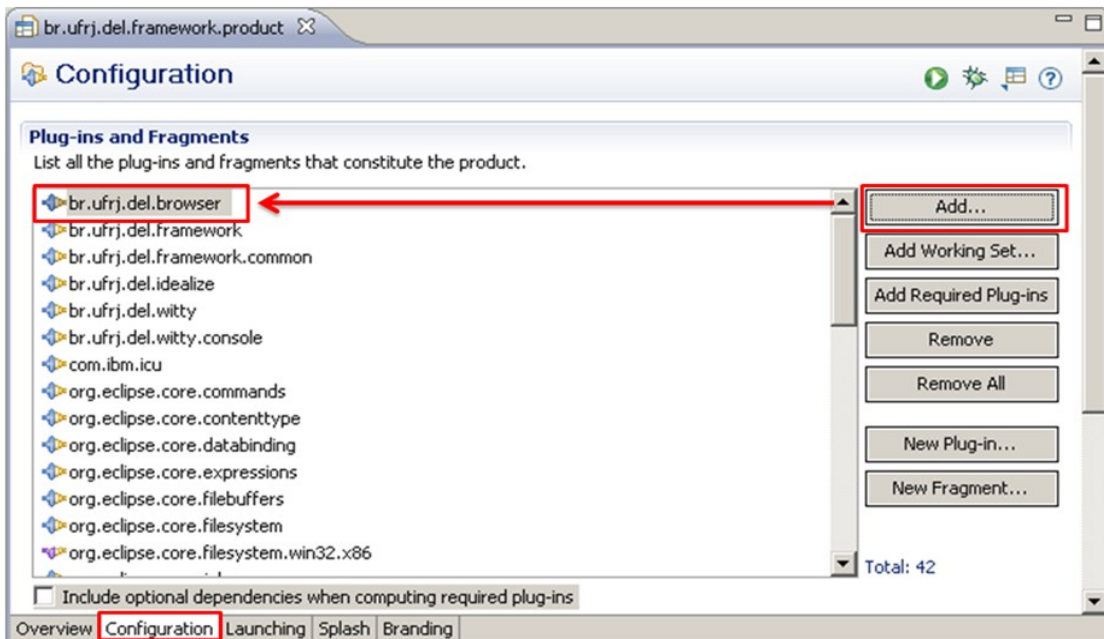 br.ufrj.del.framework.product
Configuration
Plug-ins and Fragments
List all the plug-ins and fragments that constitute the product.
br.ufrj.del.browser
br.ufrj.del.framework
br.ufrj.del.framework.common
br.ufrj.del.idealize
br.ufrj.del.witty
br.ufrj.del.witty.console
com.ibm.icu
org.eclipse.core.commands
org.eclipse.core.contenttype
org.eclipse.core.databinding
org.eclipse.core.expressions
org.eclipse.core.filebuffers
org.eclipse.core.filesystem
org.eclipse.core.filesystem.win32.x86
Add...
Add Working Set...
Add Required Plug-ins
Remove
Remove All
New Plug-in...
New Fragment...
Total: 42
Include optional dependencies when computing required plug-ins
Overview Configuration Launching Splash Branding